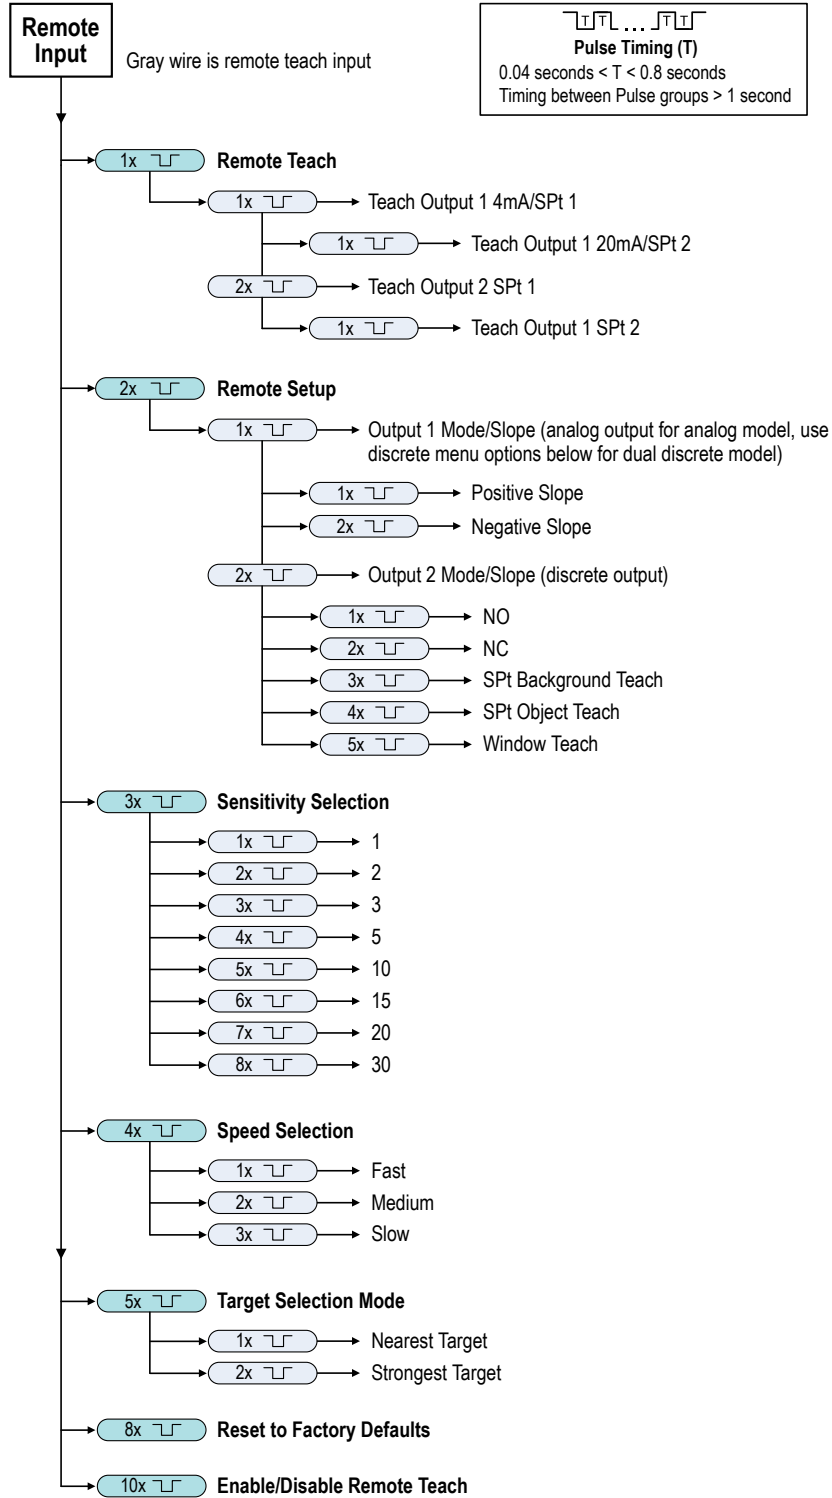 Remote
Input
Gray wire is remote teach input
T T ... T T
Pulse Timing (T)
0.04 seconds < T < 0.8 seconds
Timing between Pulse groups > 1 second
1x Remote Teach
1x Teach Output 1 4mA/SPt 1
1x Teach Output 1 20mA/SPt 2
2x Teach Output 2 SPt 1
1x Teach Output 1 SPt 2
2x Remote Setup
1x Output 1 Mode/Slope (analog output for analog model, use
discrete menu options below for dual discrete model)
1x Positive Slope
2x Negative Slope
2x Output 2 Mode/Slope (discrete output)
1x NO
2x NC
3x SPt Background Teach
4x SPt Object Teach
5x Window Teach
3x Sensitivity Selection
1x 1
2x 2
3x 3
4x 5
5x 10
6x 15
7x 20
8x 30
4x Speed Selection
1x Fast
2x Medium
3x Slow
5x Target Selection Mode
1x Nearest Target
2x Strongest Target
8x Reset to Factory Defaults
10x Enable/Disable Remote Teach